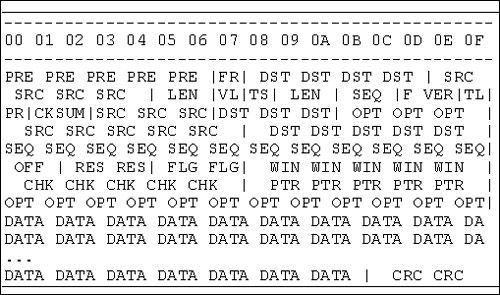 00 01 02 03 04 05 06 07 08 09 0A 0B 0C 0D 0E 0F
PRE PRE PRE PRE PRE |FR| DST DST DST DST | SRC
SRC SRC SRC | LEN |VL|TS| LEN | SEQ |F VER|TL|
PR|CKSUM|SRC SRC SRC|DST DST DST| OPT OPT OPT |
SRC SRC SRC SRC SRC SRC | DST DST DST DST DST
SEQ SEQ SEQ SEQ SEQ SEQ SEQ SEQ SEQ SEQ SEQ SEQ|
OFF | RES RES| FLG FLG| WIN WIN WIN WIN WIN |
CHK CHK CHK CHK CHK | PTR PTR PTR PTR PTR |
OPT OPT OPT OPT OPT OPT OPT OPT OPT OPT OPT OPT|
DATA DATA DATA DATA DATA DATA DATA DATA DATA DA
DATA DATA DATA DATA DATA DATA DATA DATA DATA DA
...
DATA DATA DATA DATA DATA DATA DATA | CRC CRC